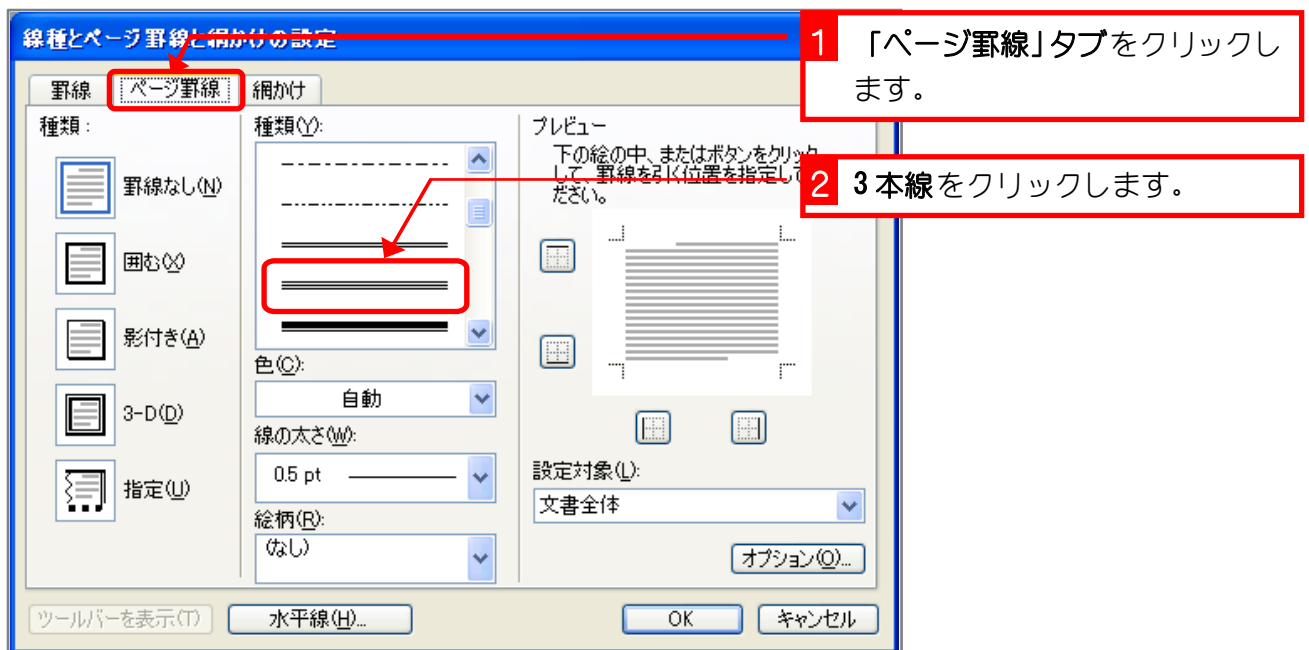 線種とページ罫線と網かけの設定
1 「ページ罫線」タブをクリックし
ます。
罫線 ページ罫線 網かけ
種類:
罫線なし(N)
囲む(X)
影付き(A)
3-D(D)
指定(U)
種類(Y):
色(C):
自動
線の太さ(W):
0.5 pt
絵柄(R):
(なし)
プレビュー
下の絵の中、またはボタンをクリック
して、罫線を引く位置を指定して
ださい。
2 3本線をクリックします。
設定対象(L):
文書全体
オプション(O)...
ツールバーを表示(T) 水平線(H)... OK キャンセル